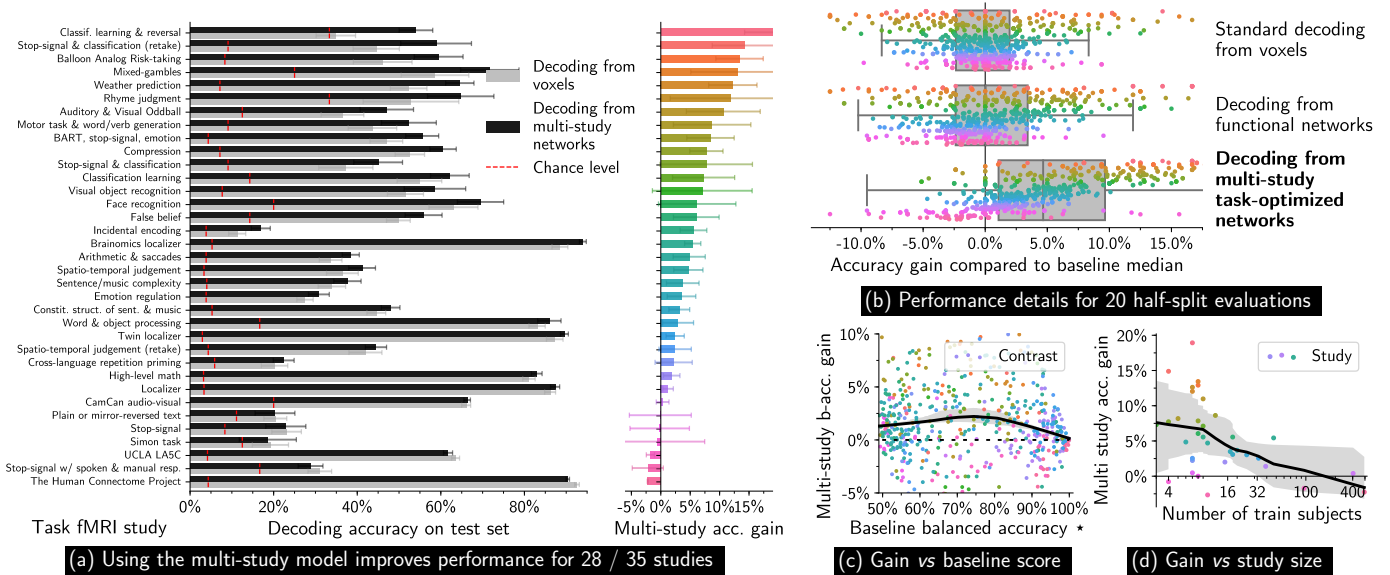 Classif. learning & reversal
Stop-signal & classification (retake)
Balloon Analog Risk-taking
Mixed-gambles
Weather prediction
Rhyme judgment
Auditory & Visual Oddball
Motor task & word/verb generation
BART, stop-signal, emotion
Compression
Stop-signal & classification
Classification learning
Visual object recognition
Face recognition
False belief
Incidental encoding
Brainomics localizer
Arithmetic & saccades
Spatio-temporal judgement
Sentence/music complexity
Emotion regulation
Constit. struct. of sent. & music
Word & object processing
Twin localizer
Spatio-temporal judgement (retake)
Cross-language repetition priming
High-level math
Localizer
CamCan audio-visual
Plain or mirror-reversed text
Stop-signal
Simon task
UCLA LA5C
Stop-signal w/ spoken & manual resp.
The Human Connectome Project
Decoding from
voxels
Decoding from
multi-study
networks
Chance level
0% 20% 40% 60% 80%
-5% 0% 5% 10% 15%
Task fMRI study
Decoding accuracy on test set
Multi-study acc. gain
(a) Using the multi-study model improves performance for 28 / 35 studies
Standard decoding
from voxels
Decoding from
functional networks
Decoding from
multi-study
task-optimized
networks
-10.0% -5.0% 0.0% 5.0% 10.0% 15.0%
Accuracy gain compared to baseline median
(b) Performance details for 20 half-split evaluations
Multi-study b-acc. gain
10%
5%
0%
-5%
Contrast
50% 60% 70% 80% 90% 100%
Baseline balanced accuracy ⋆
(c) Gain vs baseline score
Multi study acc. gain
20%
15%
10%
5%
0%
Study
4 16 32 100 400
Number of train subjects
(d) Gain vs study size